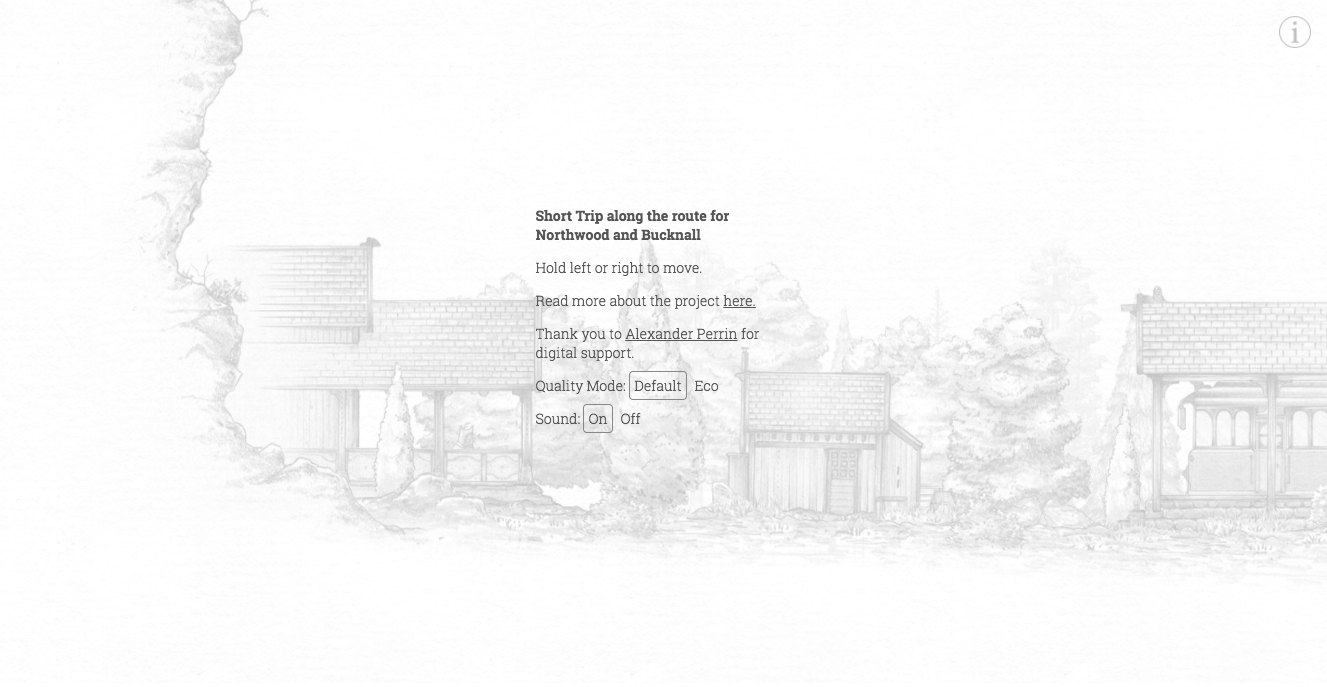 Short Trip along the route for
Northwood and Bucknall
Hold left or right to move.
Read more about the project here.
Thank you to Alexander Perrin for
digital support.
Quality Mode: Default Eco
Sound: On Off
i